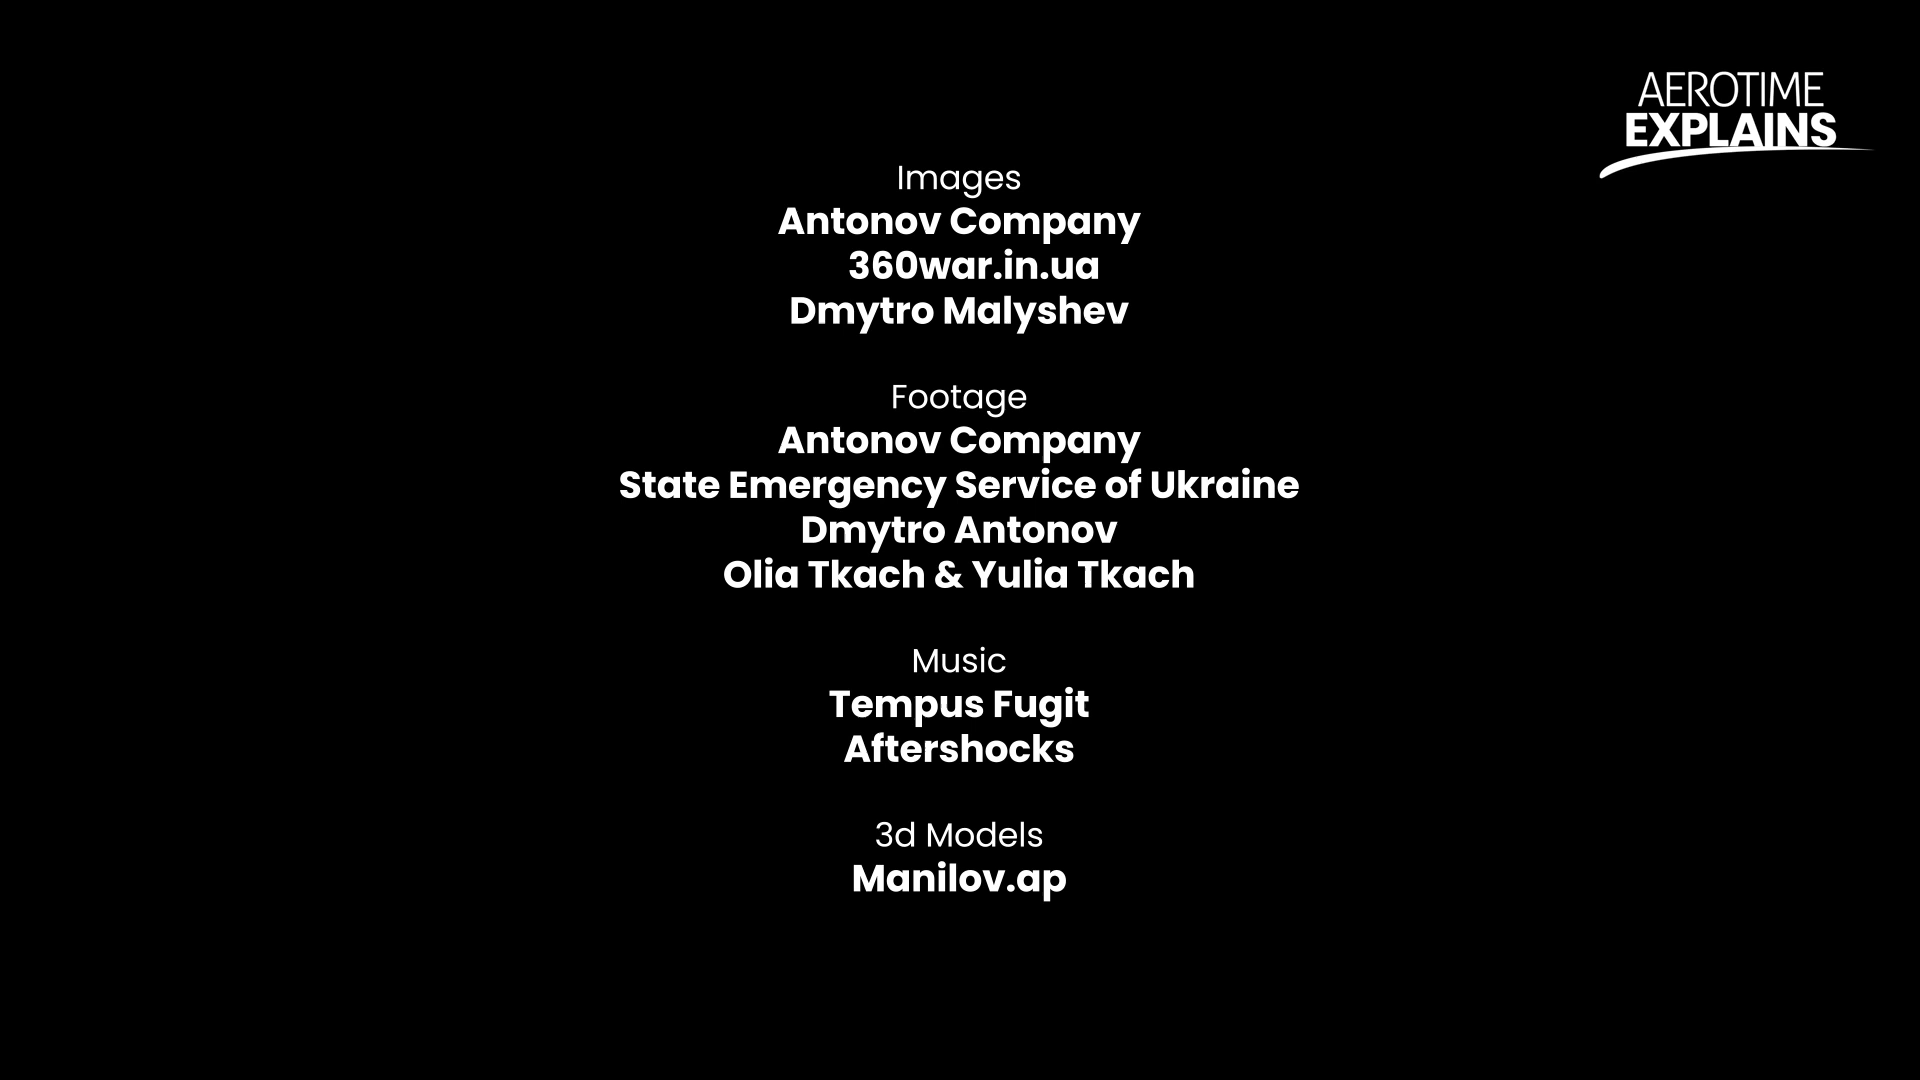 AEROTIME
EXPLAINS
Images
Antonov Company
360war.in.ua
Dmytro Malyshev
Footage
Antonov Company
State Emergency Service of Ukraine
Dmytro Antonov
Olia Tkach & Yulia Tkach
Music
Tempus Fugit
Aftershocks
3d Models
Manilov.ap